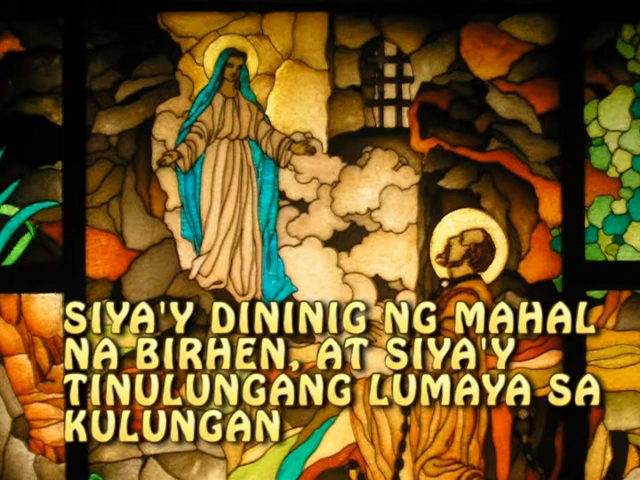 SIYA'Y DININIG NG MAHAL
NA BIRHEN, AT SIYA'Y
TINULUNGANG LUMAYA SA
KULUNGAN